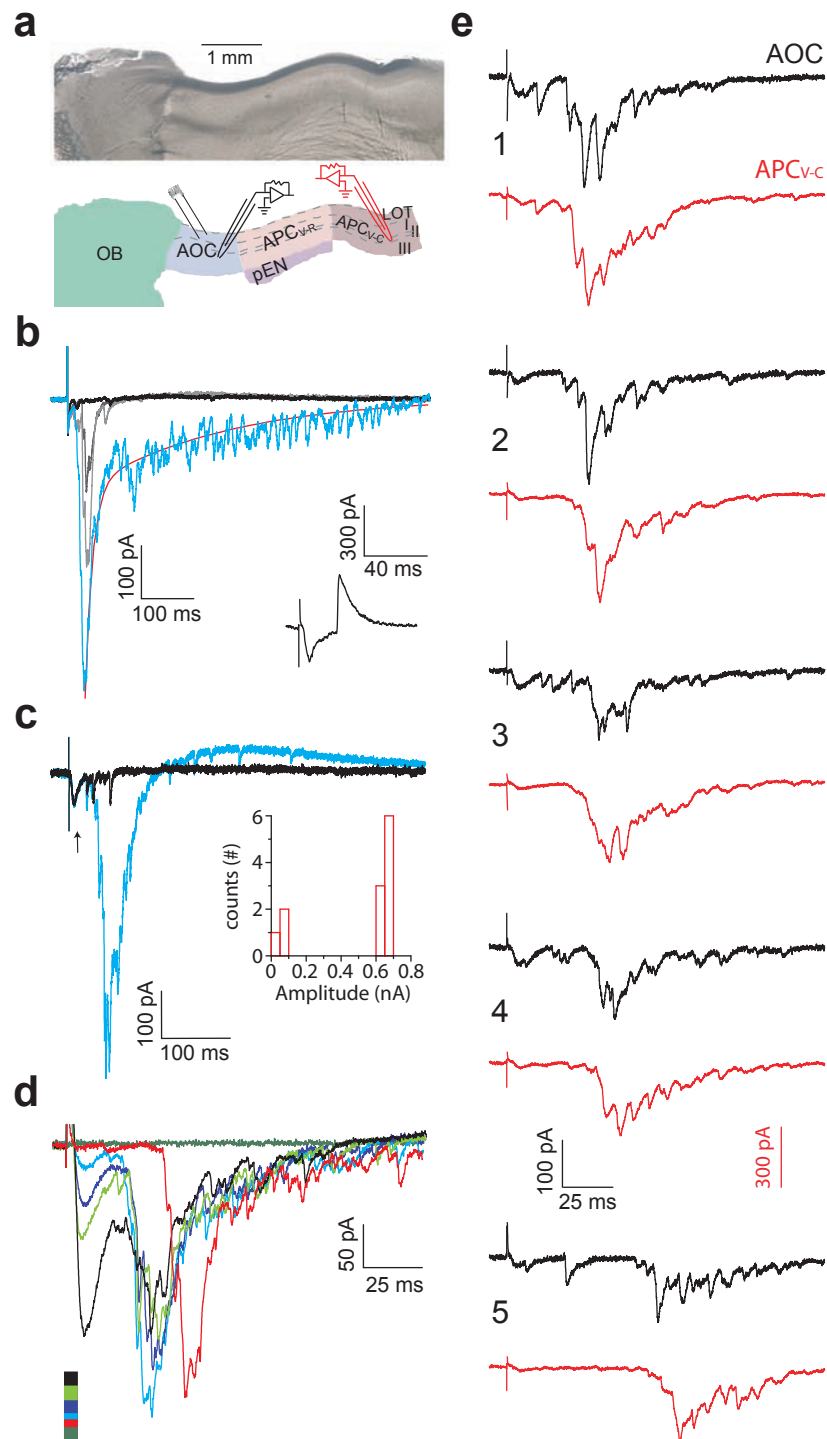 a
1 mm
OB
AOC
APCV-R
pEN
APCV-C
LOT
I
II
III
b
100 pA
100 ms
300 pA
40 ms
c
100 pA
100 ms
counts (#)
6
4
2
0
0
0.2
0.4
0.6
0.8
Amplitude (nA)
d
50 pA
25 ms
e
AOC
1
APCV-C
2
3
4
100 pA
25 ms
300 pA
5